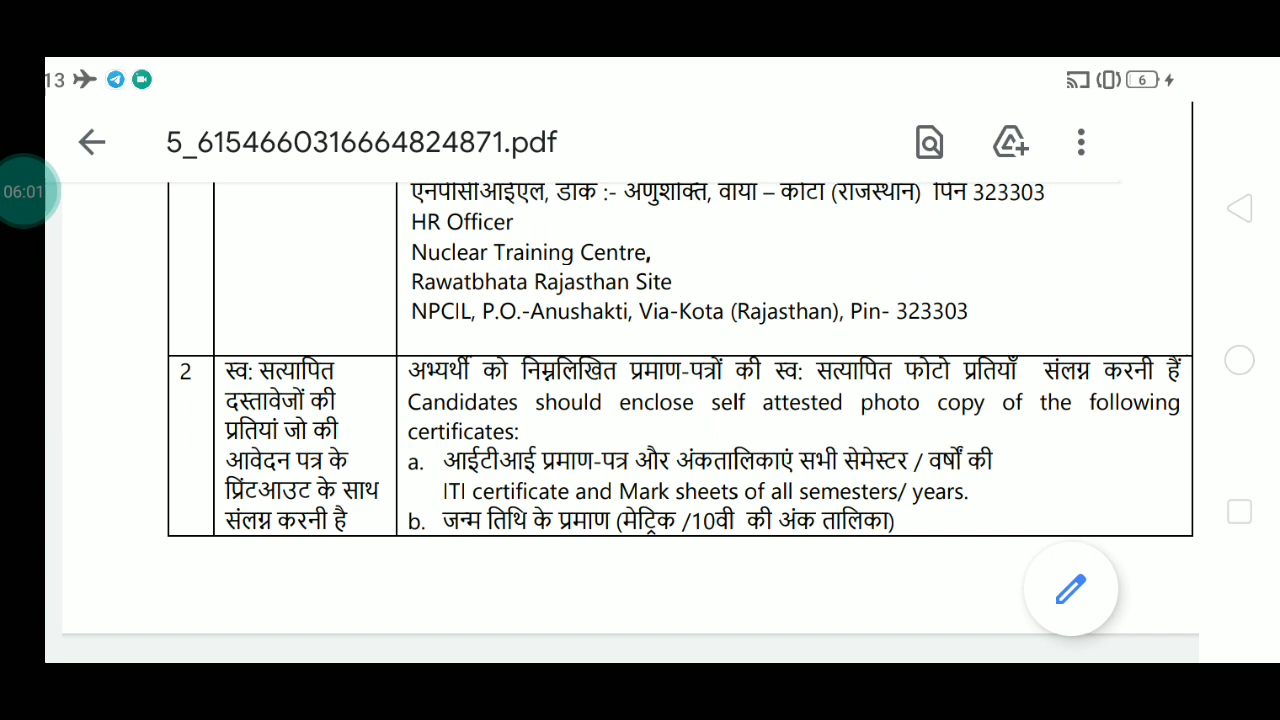 13
6
5_6154660316664824871.pdf
06:01
एनपीसीआईएल, डाक :- अणुशक्ति, वाया – कोटा (राजस्थान) पिन 323303
HR Officer
Nuclear Training Centre,
Rawatbhata Rajasthan Site
NPCIL, P.O.-Anushakti, Via-Kota (Rajasthan), Pin- 323303
2
स्व: सत्यापित
दस्तावेजों की
प्रतियां जो की
आवेदन पत्र के
प्रिंटआउट के साथ
संलग्न करनी है
अभ्यर्थी को निम्नलिखित प्रमाण-पत्रों की स्व: सत्यापित फोटो प्रतियाँ संलग्न करनी हैं
Candidates should enclose self attested photo copy of the following
certificates:
a. आईटीआई प्रमाण-पत्र और अंकतालिकाएं सभी सेमेस्टर / वर्षों की
ITI certificate and Mark sheets of all semesters/ years.
b. जन्म तिथि के प्रमाण (मेट्रिक /10वी की अंक तालिका)